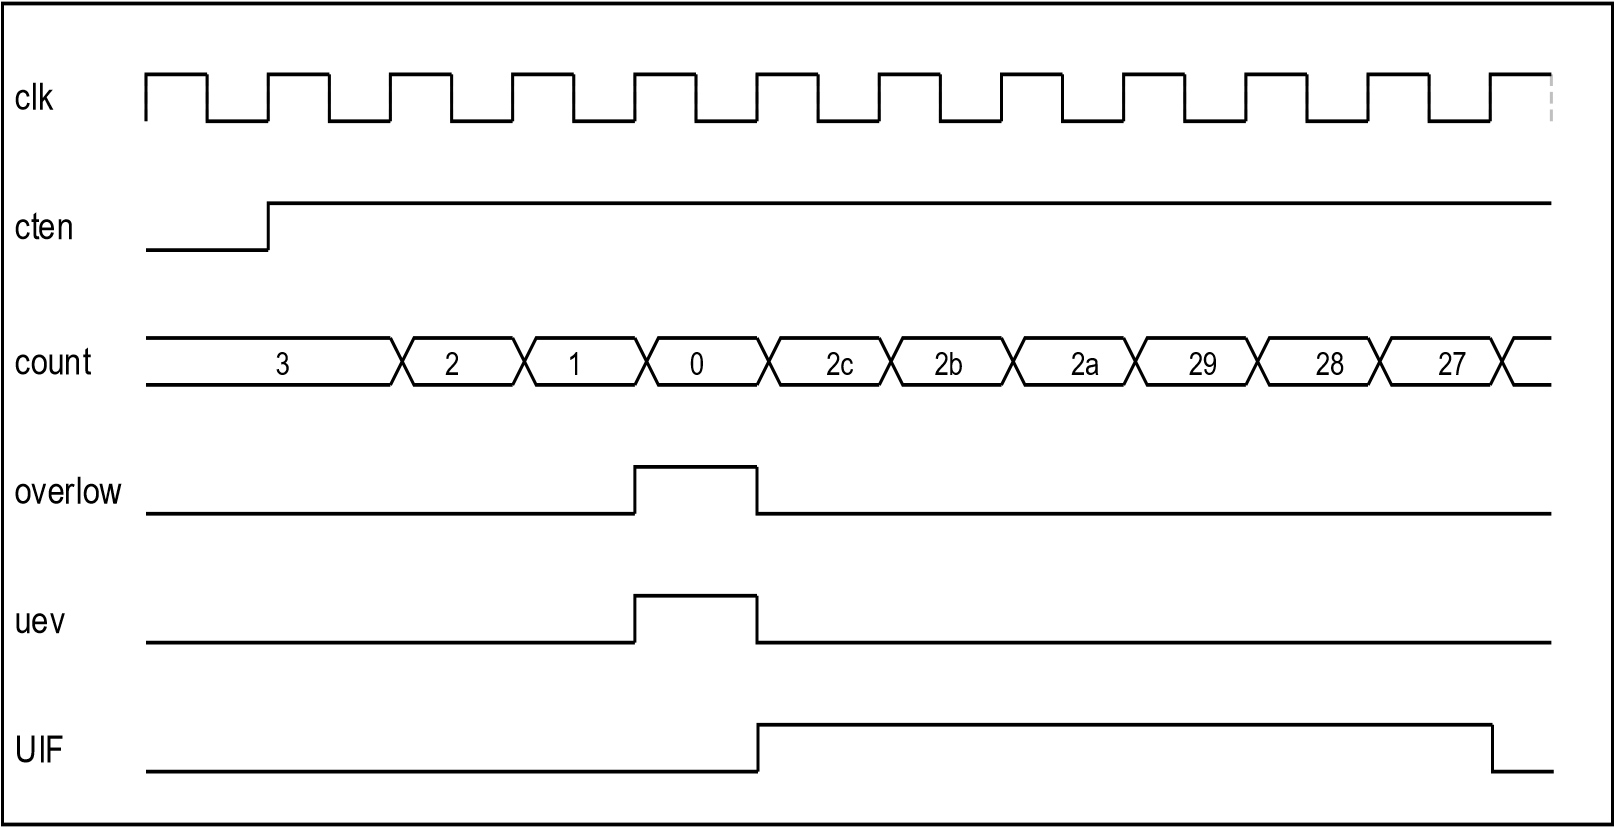 clk
cten
count 3 2 1 0 2c 2b 2a 29 28 27
overlow
uev
UIF